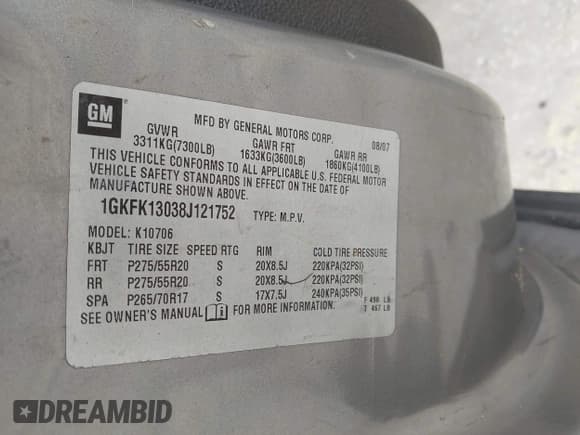 GM
MFD BY GENERAL MOTORS CORP. 08/07
GVWR GAWR FRT GAWR RR
3311KG(7300LB) 1633KG(3600LB) 1860KG(4100LB)
THIS VEHICLE CONFORMS TO ALL APPLICABLE U.S. FEDERAL MOTOR
VEHICLE SAFETY STANDARDS IN EFFECT ON THE DATE OF
MANUFACTURE SHOWN ABOVE.
1GKFK13038J121752 TYPE: M.P.V.
MODEL: K10706
KBJT TIRE SIZE SPEED RTG RIM COLD TIRE PRESSURE
FRT P275/55R20 S 20X8.5J 220KPA(32PSI)
RR P275/55R20 S 20X8.5J 220KPA(32PSI)
SPA P265/70R17 S 17X7.5J 240KPA(35PSI)
SEE OWNER'S MANUAL FOR MORE INFORMATION.
F 490 LB
T 467 LB
DREAMBID